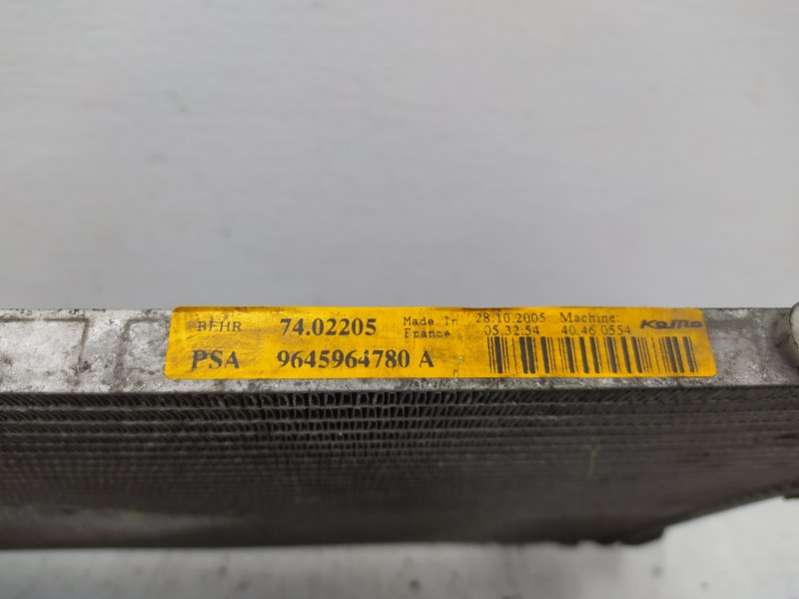 BEHR 74.02205 Made In 28.10.2005 Machine:
France 05.32.54 40.46.0554
PSA 9645964780 A